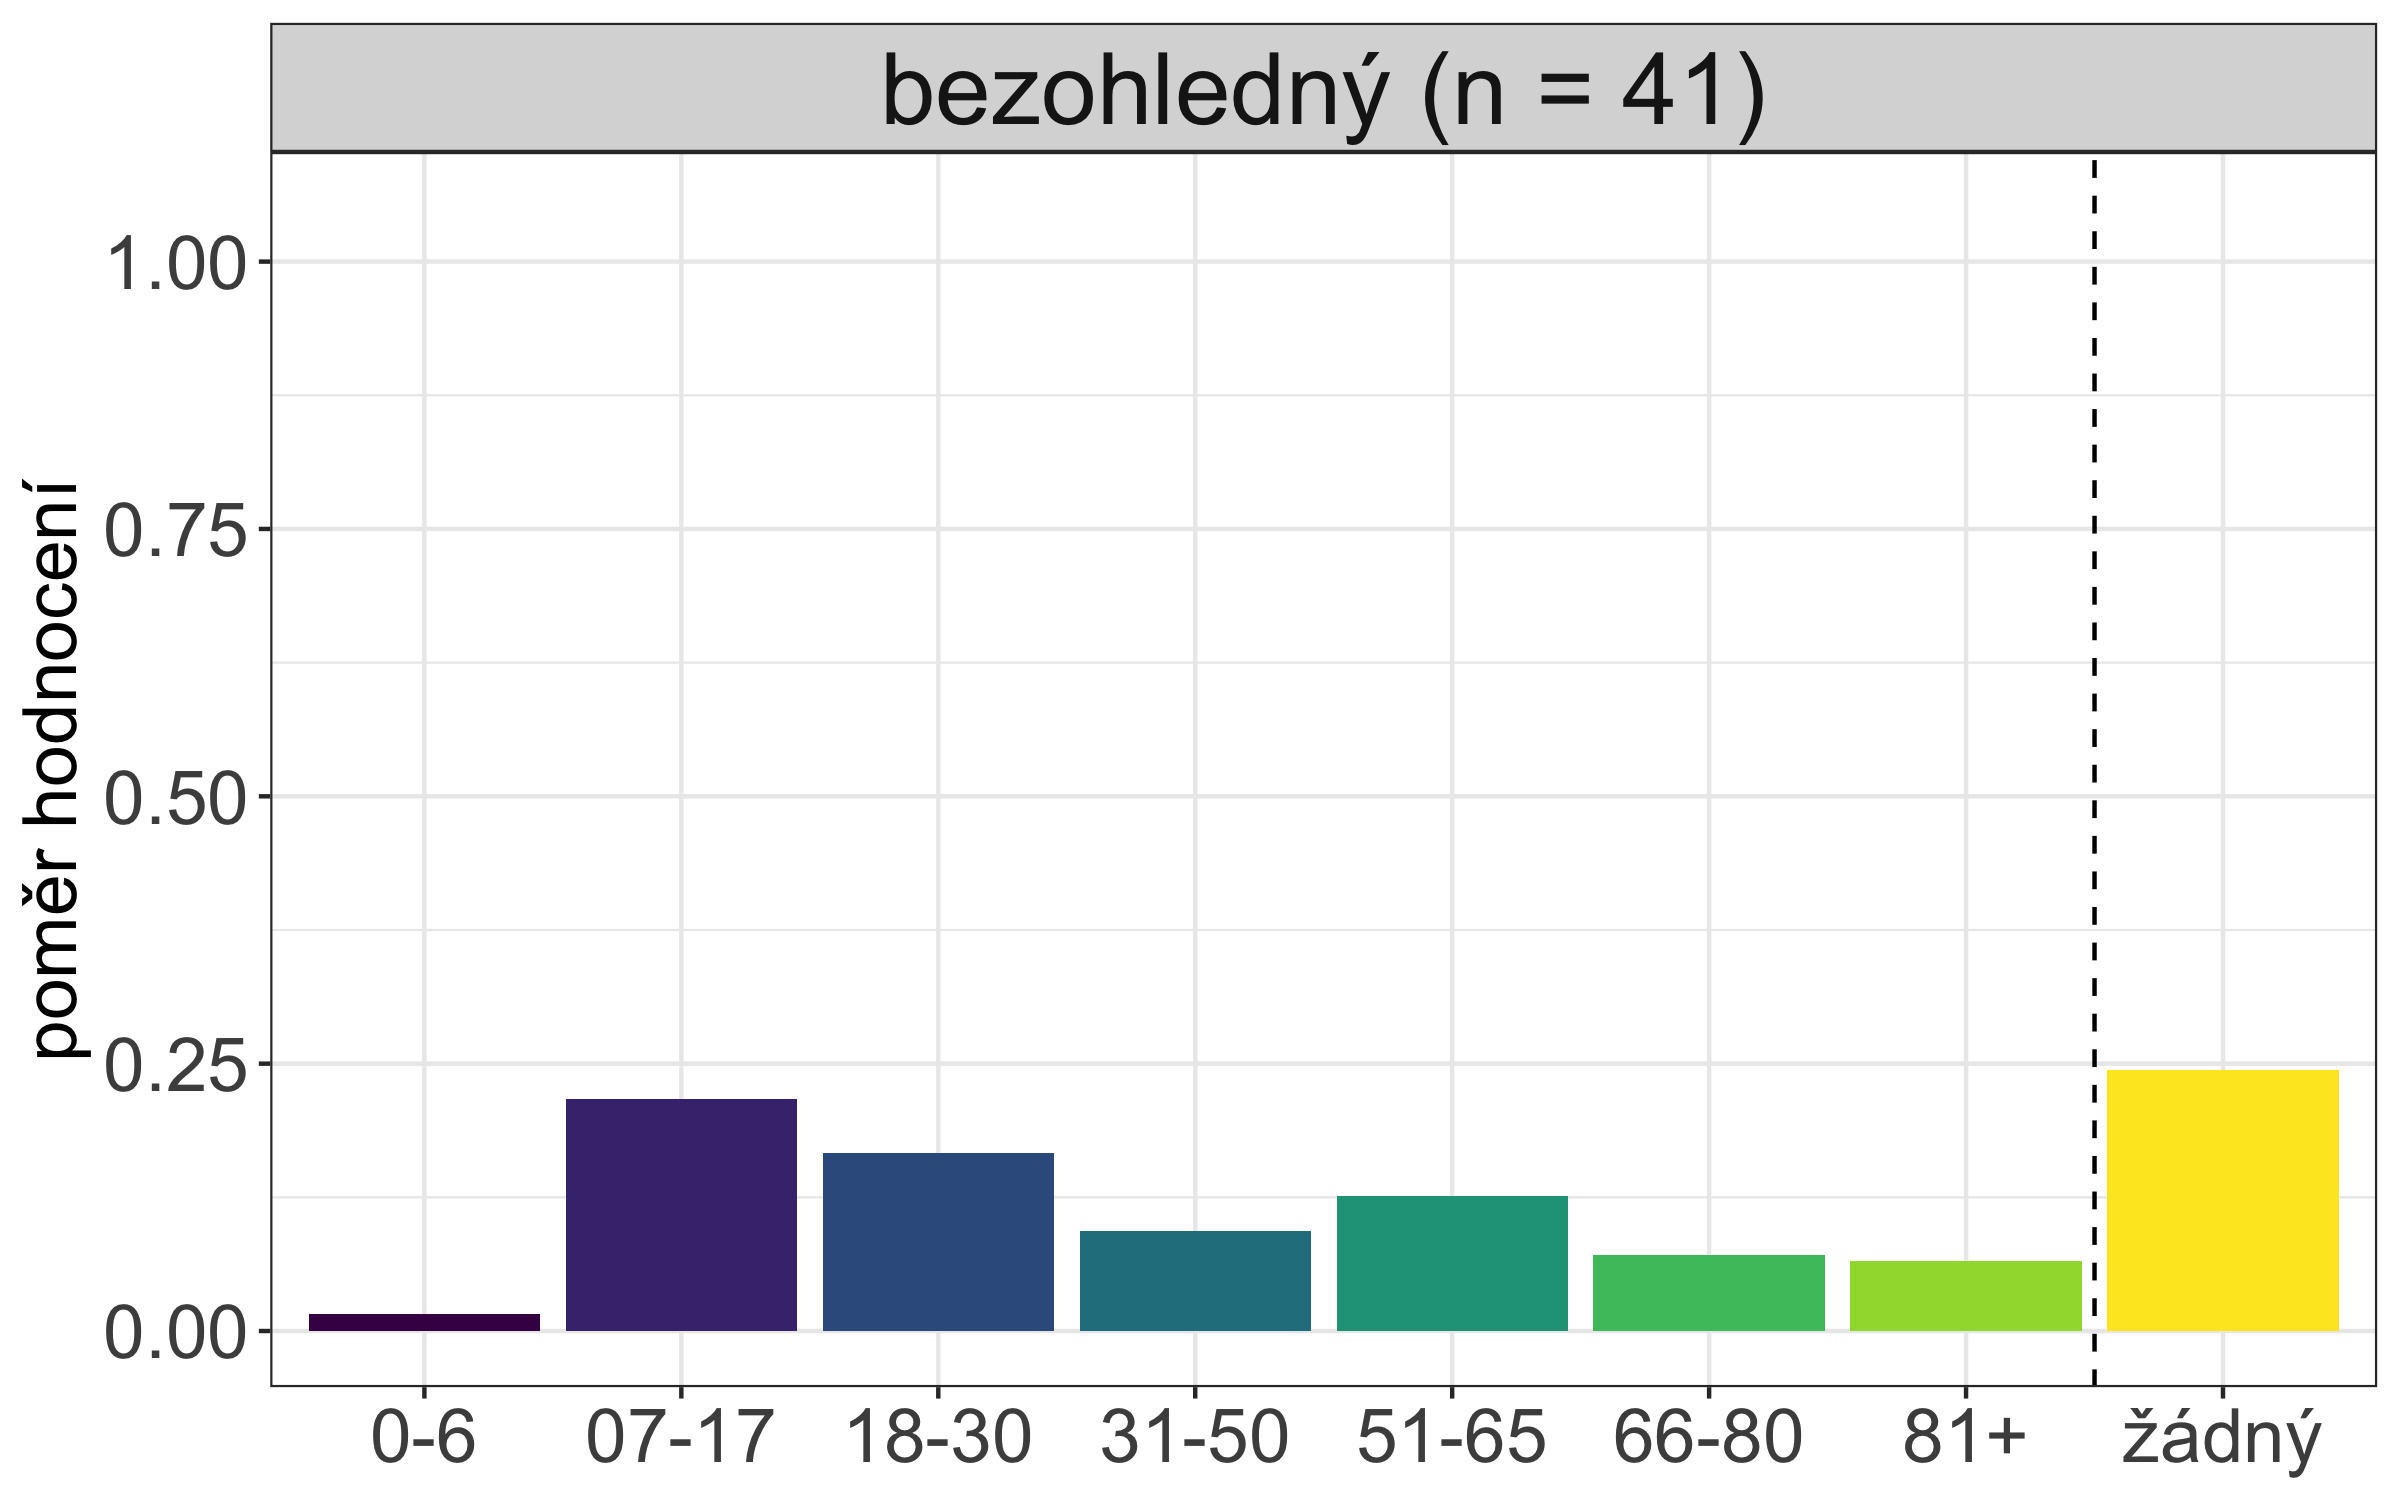 bezohledný (n = 41)
poměr hodnocení
1.00
0.75
0.50
0.25
0.00
0-6 07-17 18-30 31-50 51-65 66-80 81+ žádný